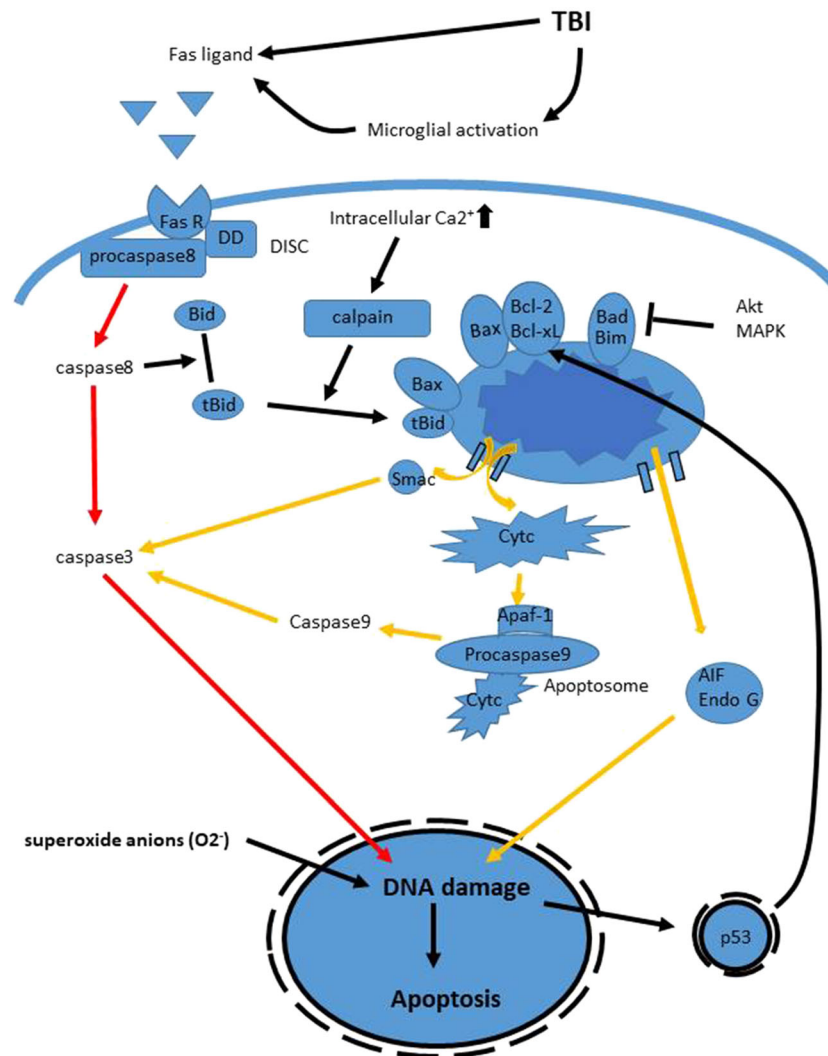 TBI
Fas ligand
Microglial activation
Fas R
DD
procaspase8
DISC
Intracellular Ca2⁺
Bid
calpain
Bax
Bcl-2
Bcl-xL
Bad
Bim
Akt
MAPK
caspase8
tBid
Bax
tBid
Smac
Cytc
caspase3
Caspase9
Apaf-1
Procaspase9
Cytc
Apoptosome
AIF
Endo G
superoxide anions (O2⁻)
DNA damage
p53
Apoptosis